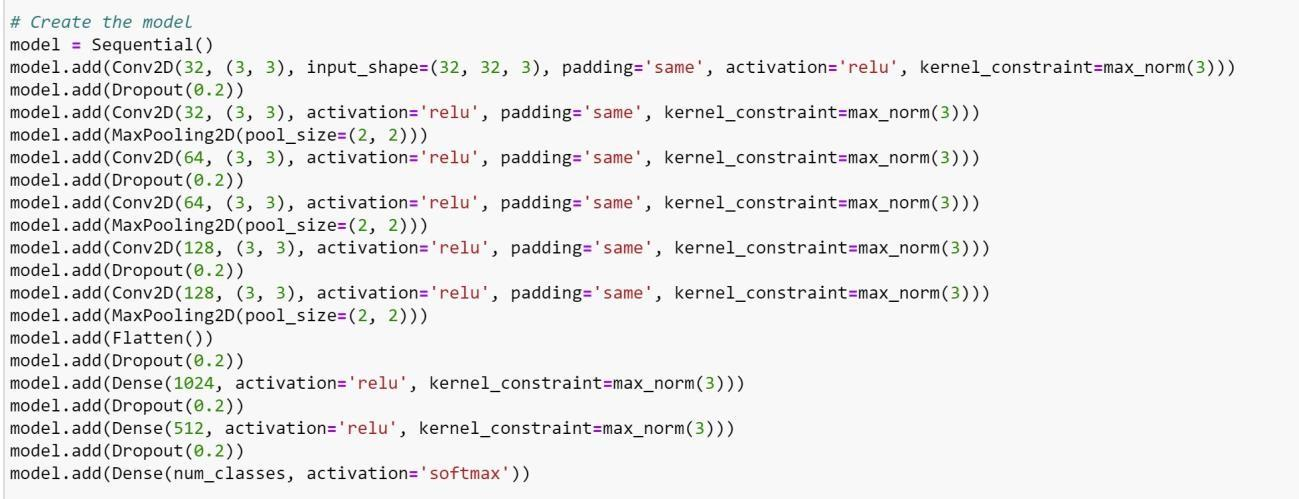 # Create the model
model = Sequential()
model.add(Conv2D(32, (3, 3), input_shape=(32, 32, 3), padding='same', activation='relu', kernel_constraint=max_norm(3)))
model.add(Dropout(0.2))
model.add(Conv2D(32, (3, 3), activation='relu', padding='same', kernel_constraint=max_norm(3)))
model.add(MaxPooling2D(pool_size=(2, 2)))
model.add(Conv2D(64, (3, 3), activation='relu', padding='same', kernel_constraint=max_norm(3)))
model.add(Dropout(0.2))
model.add(Conv2D(64, (3, 3), activation='relu', padding='same', kernel_constraint=max_norm(3)))
model.add(MaxPooling2D(pool_size=(2, 2)))
model.add(Conv2D(128, (3, 3), activation='relu', padding='same', kernel_constraint=max_norm(3)))
model.add(Dropout(0.2))
model.add(Conv2D(128, (3, 3), activation='relu', padding='same', kernel_constraint=max_norm(3)))
model.add(MaxPooling2D(pool_size=(2, 2)))
model.add(Flatten())
model.add(Dropout(0.2))
model.add(Dense(1024, activation='relu', kernel_constraint=max_norm(3)))
model.add(Dropout(0.2))
model.add(Dense(512, activation='relu', kernel_constraint=max_norm(3)))
model.add(Dropout(0.2))
model.add(Dense(num_classes, activation='softmax'))